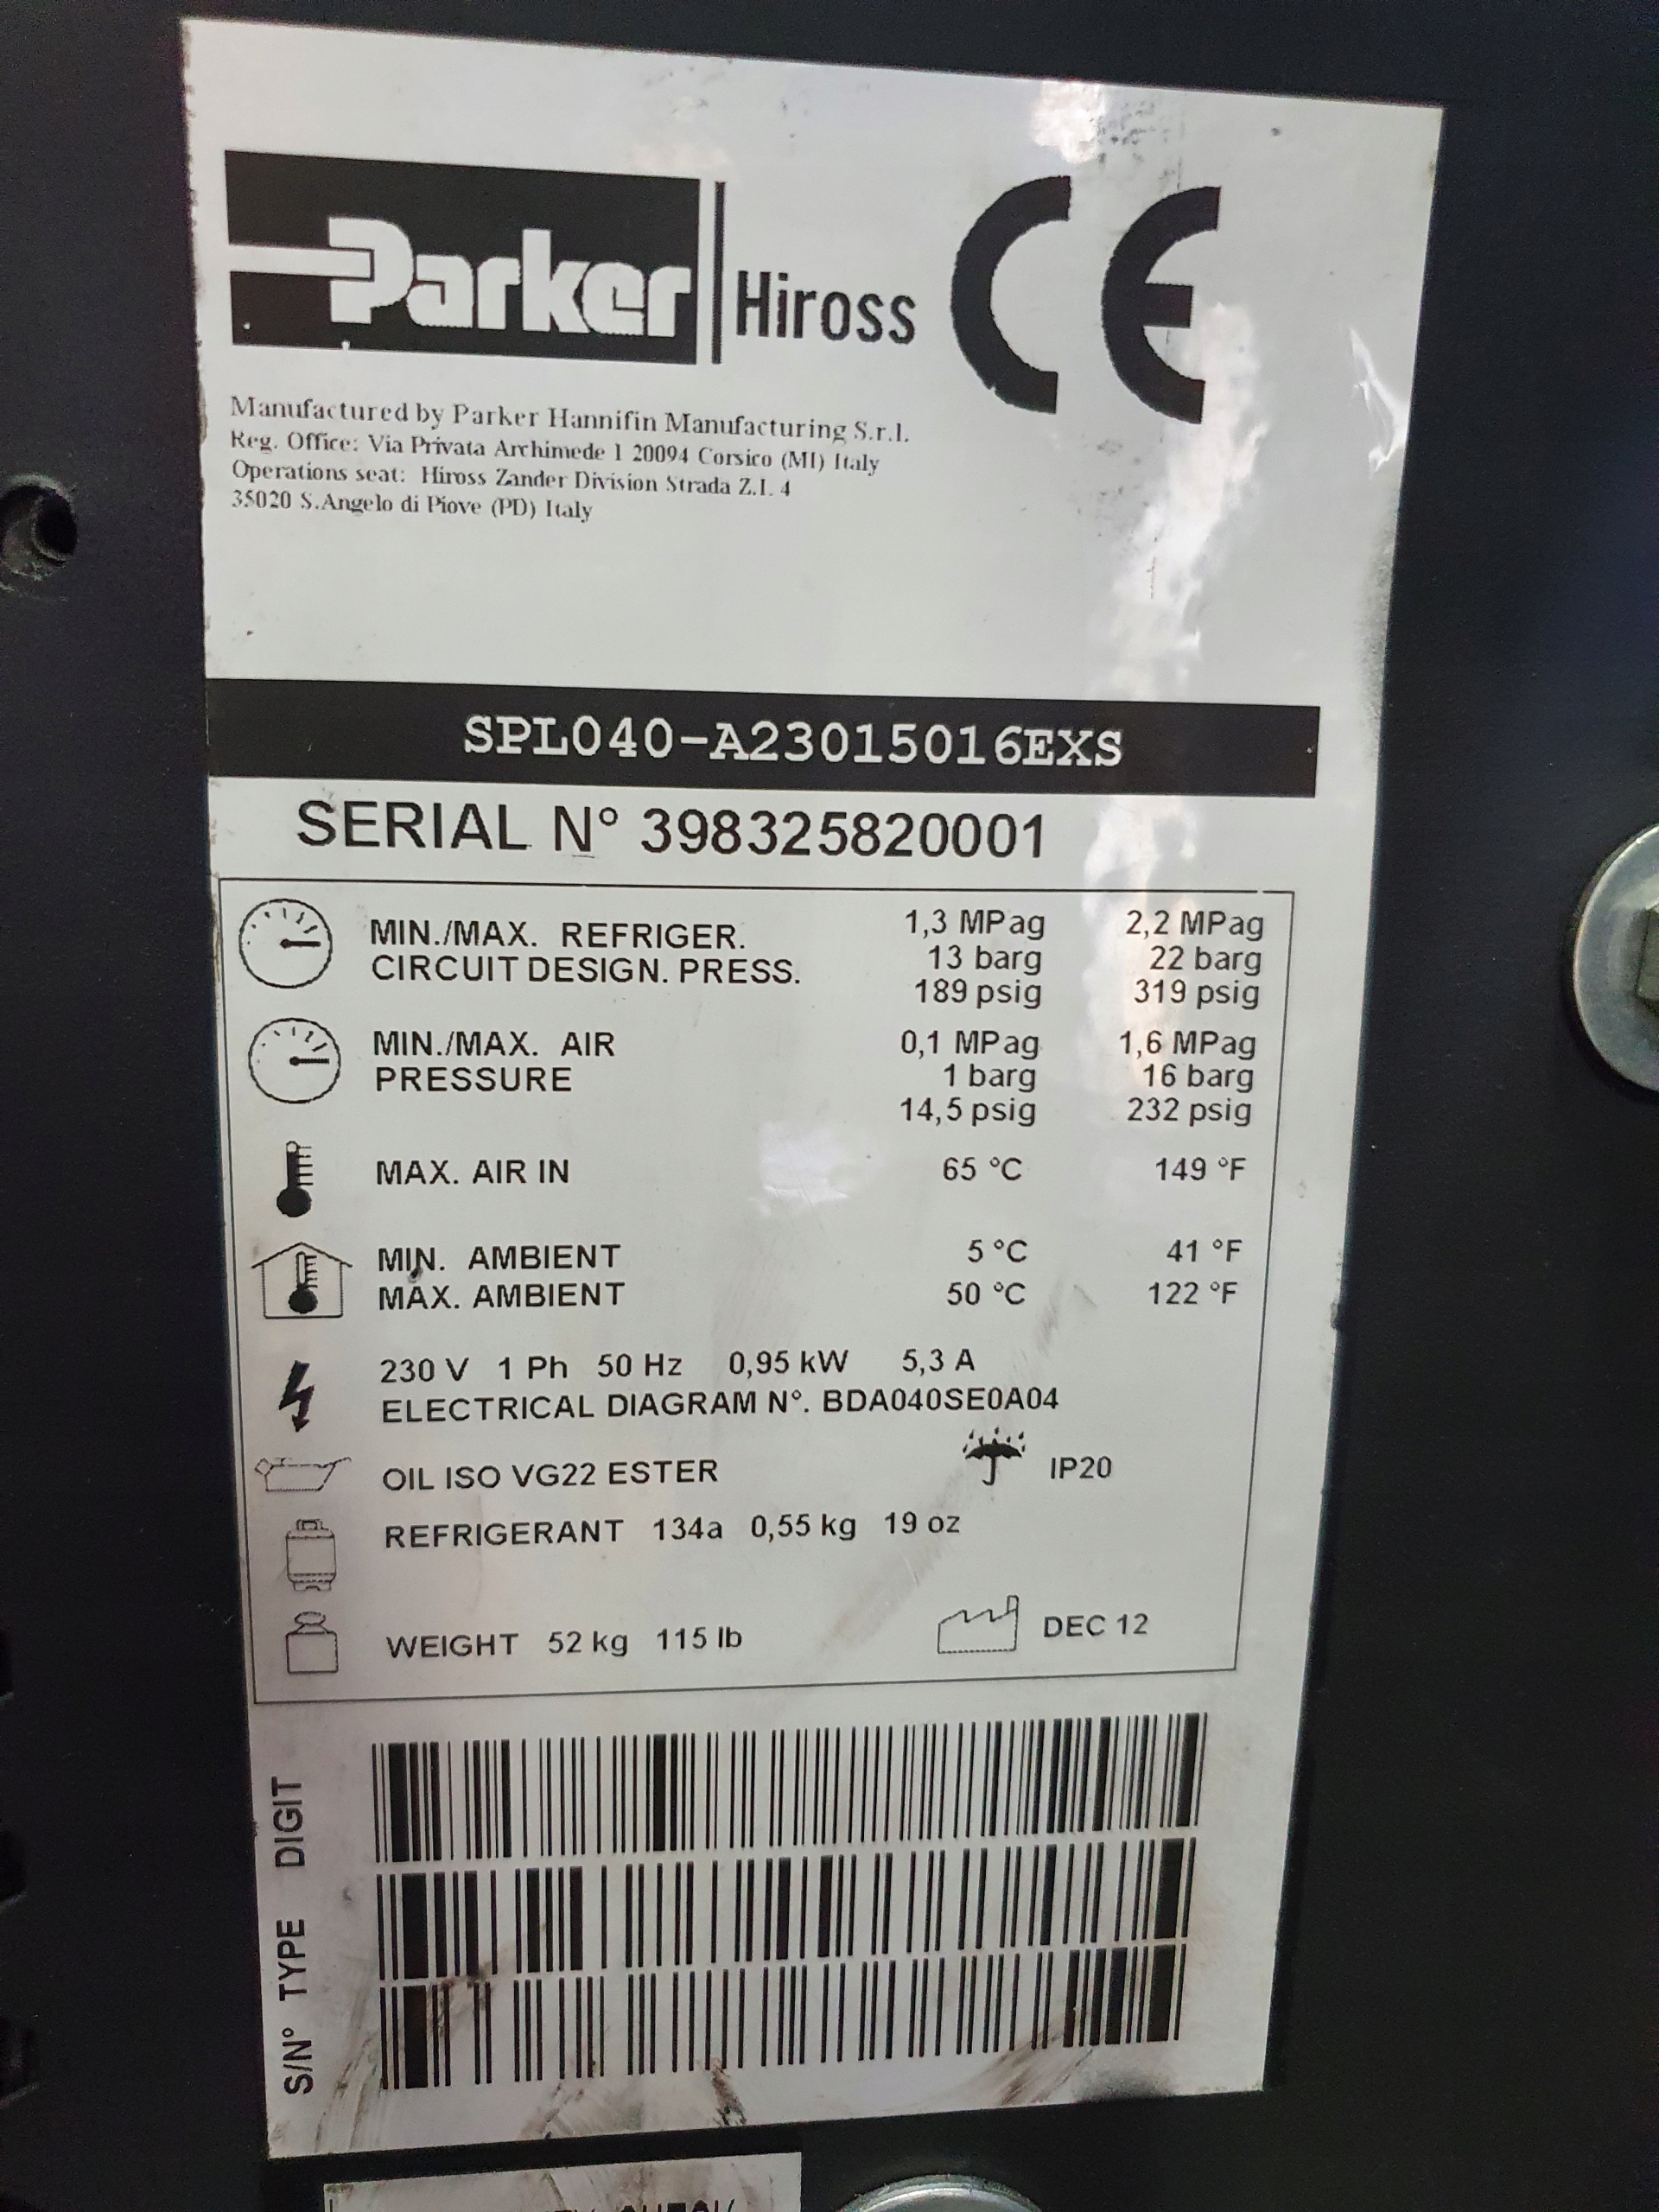 Parker Hiross CE
Manufactured by Parker Hannifin Manufacturing S.r.l.
Reg. Office: Via Privata Archimede 1 20094 Corsico (MI) Italy
Operations seat: Hiross Zander Division Strada Z.I. 4
35020 S.Angelo di Piove (PD) Italy
SPL040-A23015016EXS
SERIAL N° 398325820001
MIN./MAX. REFRIGER. 1,3 MPag 2,2 MPag
CIRCUIT DESIGN. PRESS. 13 barg 22 barg
189 psig 319 psig
MIN./MAX. AIR 0,1 MPag 1,6 MPag
PRESSURE 1 barg 16 barg
14,5 psig 232 psig
MAX. AIR IN 65 °C 149 °F
MIN. AMBIENT 5 °C 41 °F
MAX. AMBIENT 50 °C 122 °F
230 V 1 Ph 50 Hz 0,95 kW 5,3 A
ELECTRICAL DIAGRAM N°. BDA040SE0A04
OIL ISO VG22 ESTER IP20
REFRIGERANT 134a 0,55 kg 19 oz
WEIGHT 52 kg 115 lb DEC 12
S/N° TYPE DIGIT